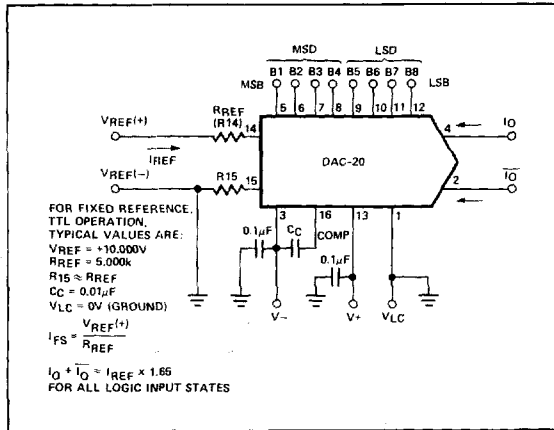 MSD LSD
B1 B2 B3 B4 B5 B6 B7 B8
MSB LSB
5 6 7 8 9 10 11 12
VREF(+)
RREF
(R14)
14
IREF
DAC-20
4
IO
VREF(−)
R15
15
2
IO
FOR FIXED REFERENCE,
TTL OPERATION,
TYPICAL VALUES ARE:
VREF = +10.000V
RREF = 5.000k
R15 ≈ RREF
CC = 0.01µF
VLC = 0V (GROUND)
IFS = VREF(+) / RREF
IO + IO = IREF x 1.65
FOR ALL LOGIC INPUT STATES
3 16 13 1
0.1µF
CC
COMP
0.1µF
V− V+ VLC